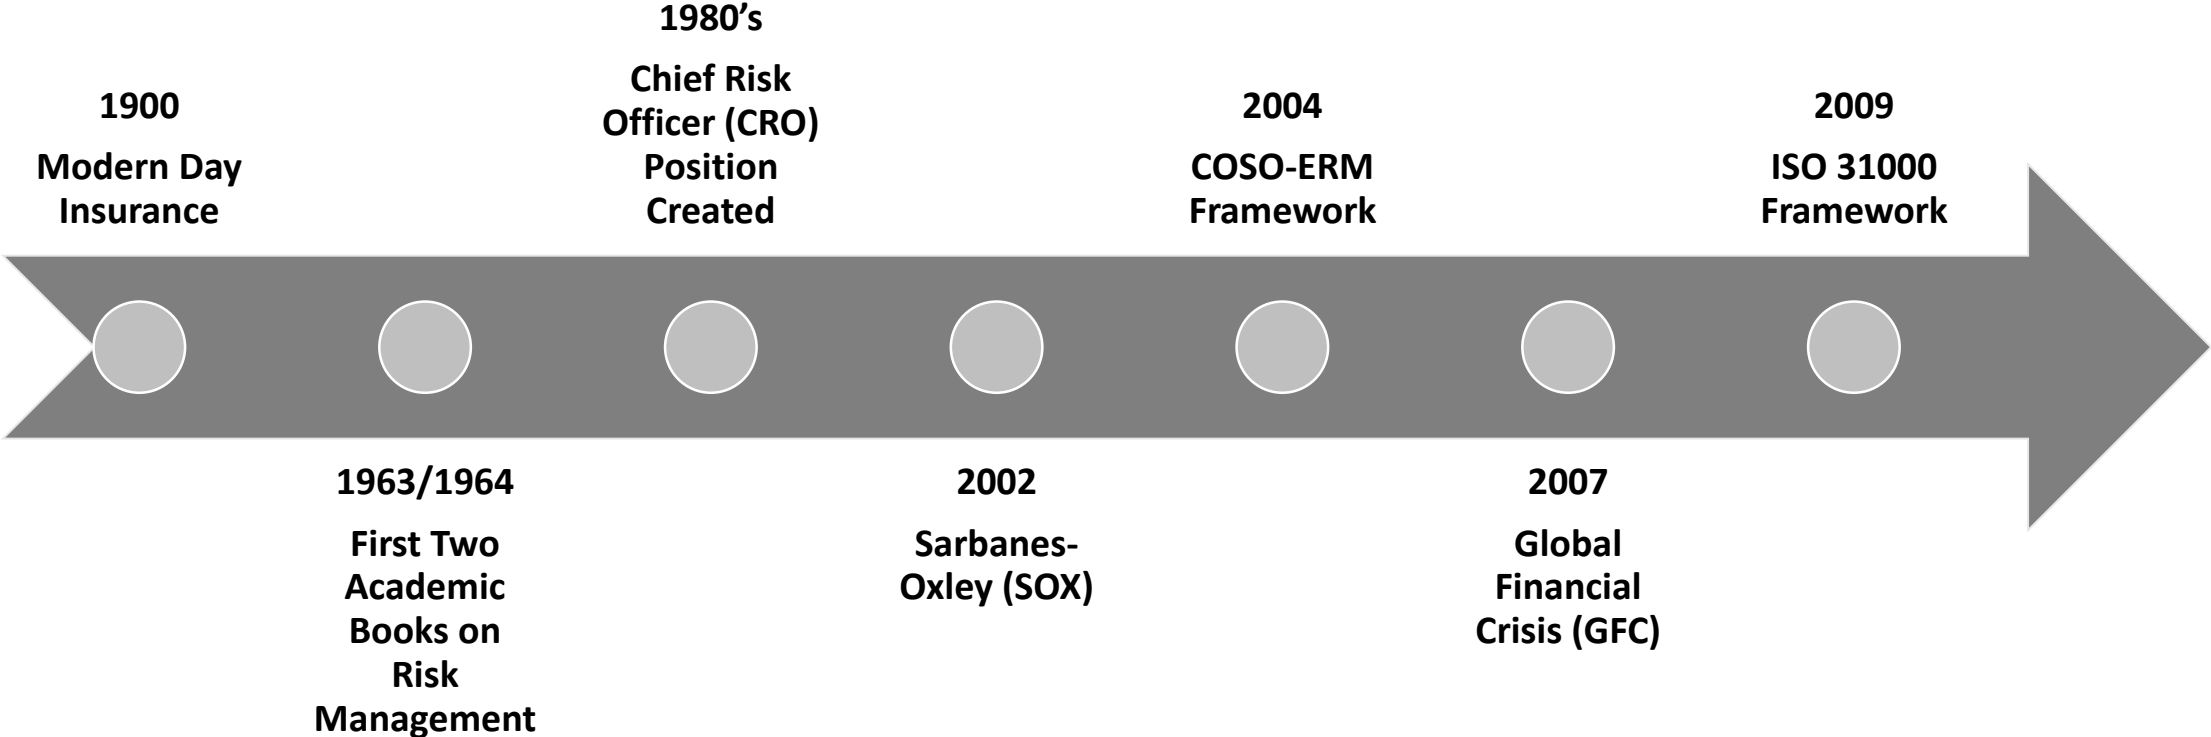 1900
Modern Day
Insurance
1963/1964
First Two
Academic
Books on
Risk
Management
1980’s
Chief Risk
Officer (CRO)
Position
Created
2002
Sarbanes-
Oxley (SOX)
2004
COSO-ERM
Framework
2007
Global
Financial
Crisis (GFC)
2009
ISO 31000
Framework